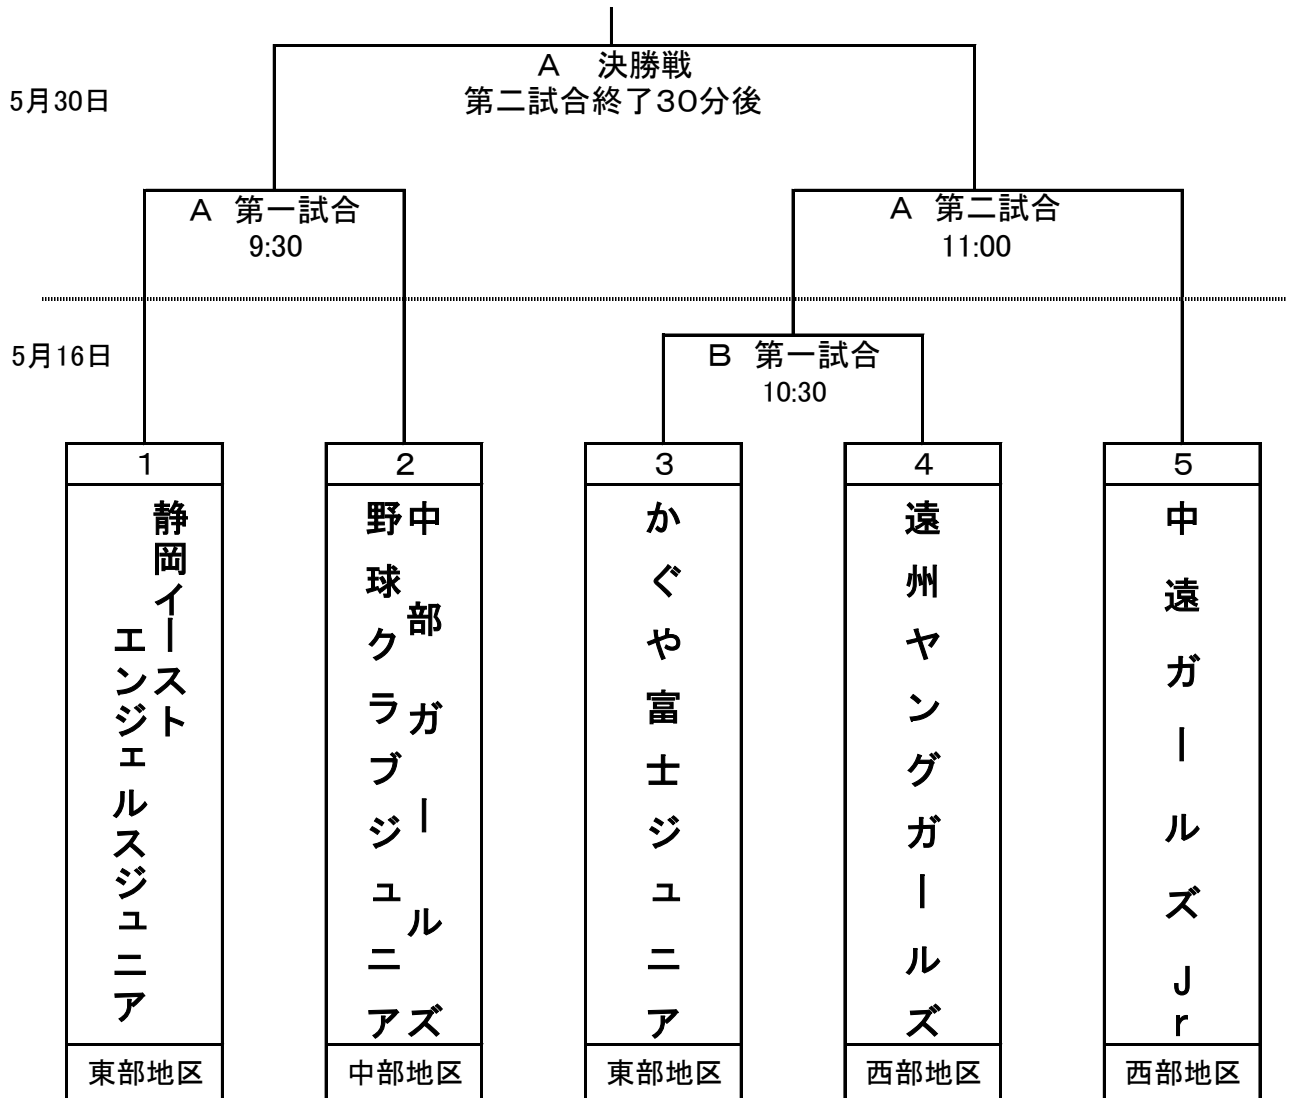 A 決勝戦
第二試合終了30分後
5月30日
A 第一試合
9:30
A 第二試合
11:00
5月16日
B 第一試合
10:30
1
静岡イースト
エンジェルスジュニア
東部地区
2
中部ガールズ
野球クラブジュニア
中部地区
3
かぐや富士ジュニア
東部地区
4
遠州ヤングガールズ
西部地区
5
中遠ガールズJr
西部地区